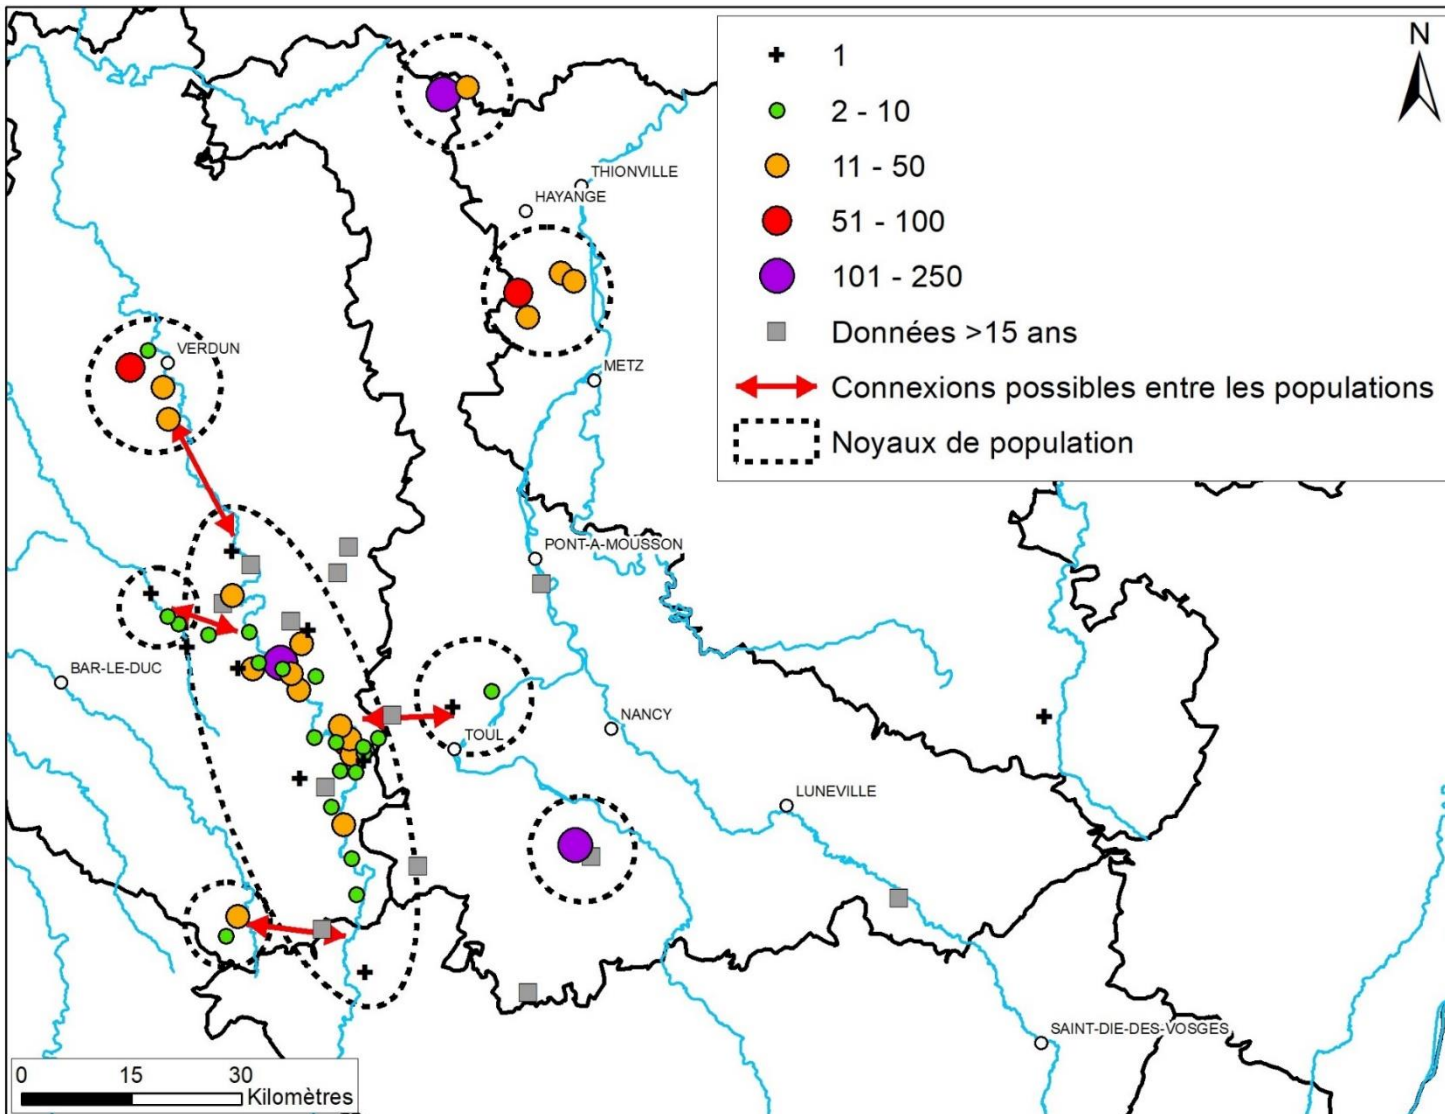 1
2 - 10
11 - 50
51 - 100
101 - 250
Données >15 ans
Connexions possibles entre les populations
Noyaux de population
N
THIONVILLE
HAYANGE
VERDUN
METZ
PONT-A-MOUSSON
BAR-LE-DUC
NANCY
TOUL
LUNEVILLE
SAINT-DIE-DES-VOSGES
0 15 30
Kilomètres